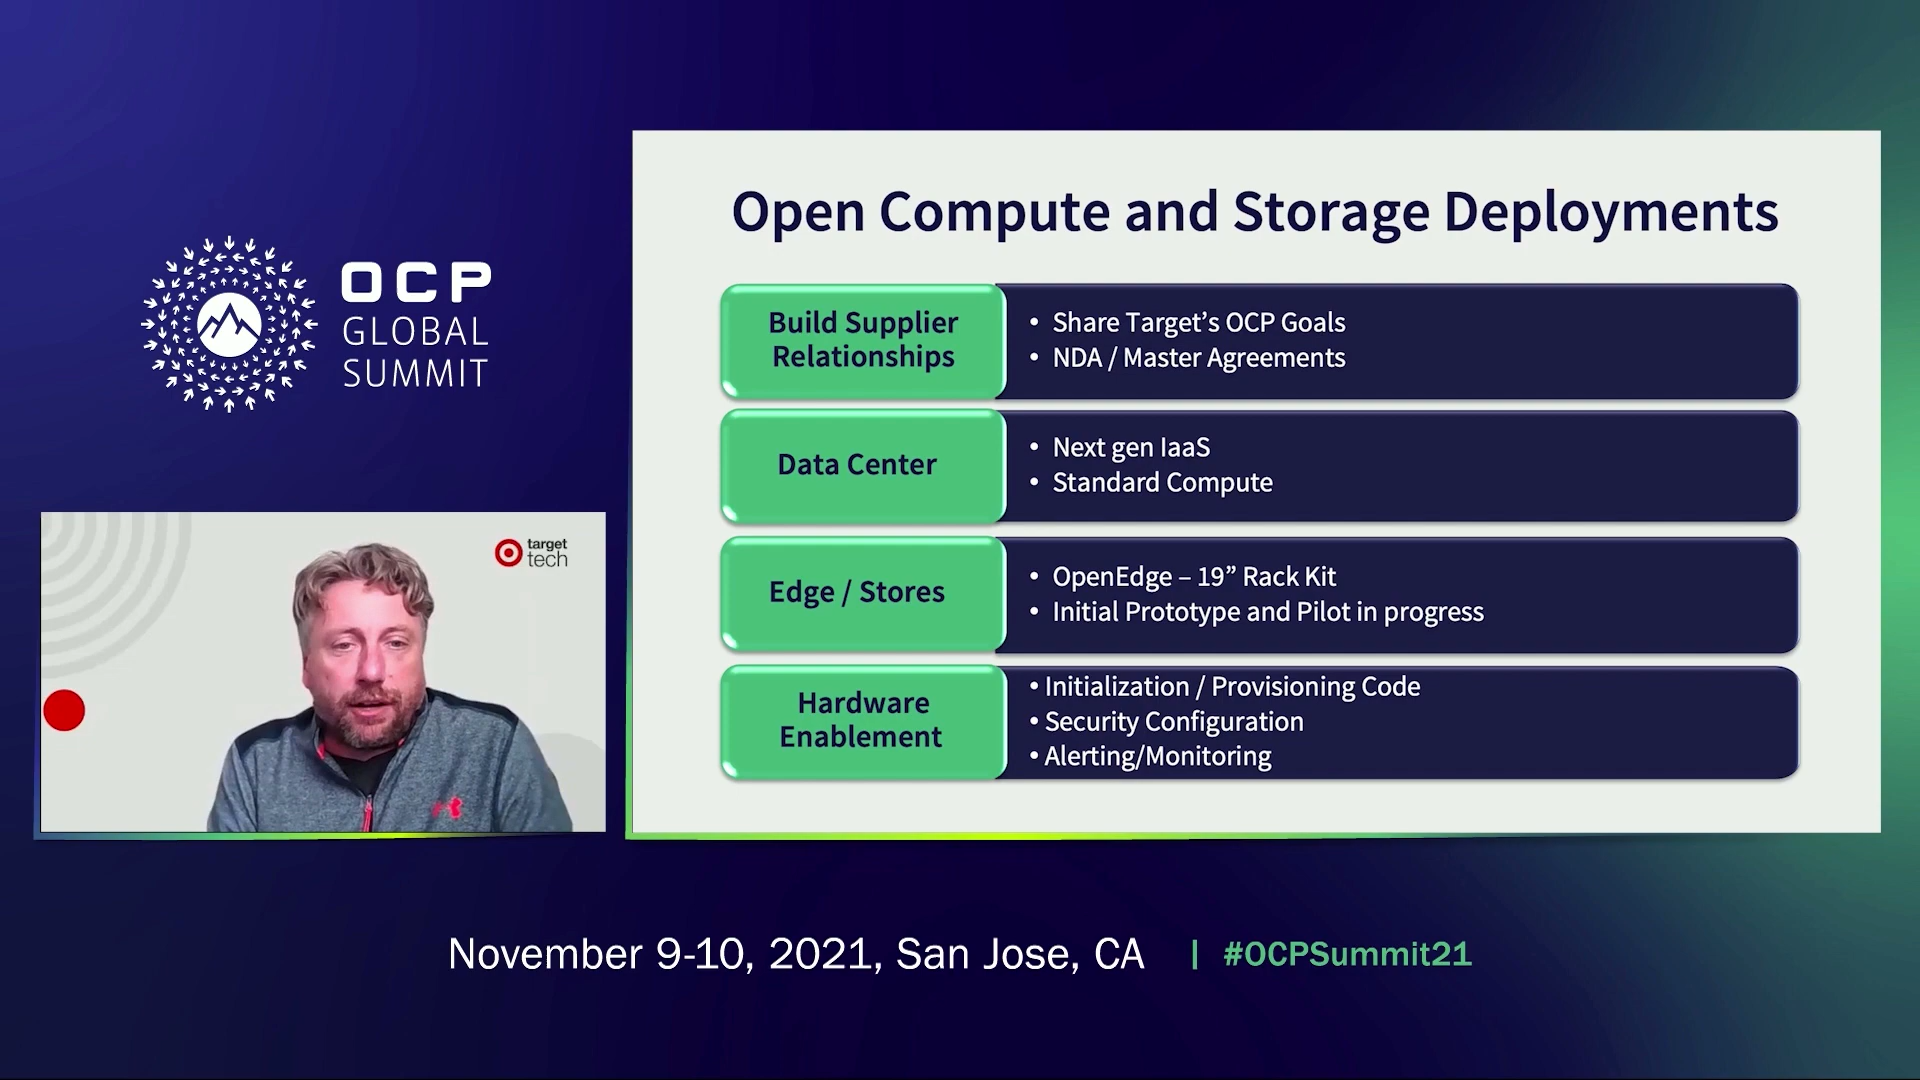 OCP
GLOBAL
SUMMIT
target
tech
Open Compute and Storage Deployments
Build Supplier
Relationships
• Share Target’s OCP Goals
• NDA / Master Agreements
Data Center
• Next gen IaaS
• Standard Compute
Edge / Stores
• OpenEdge – 19” Rack Kit
• Initial Prototype and Pilot in progress
Hardware
Enablement
• Initialization / Provisioning Code
• Security Configuration
• Alerting/Monitoring
November 9-10, 2021, San Jose, CA | #OCPSummit21